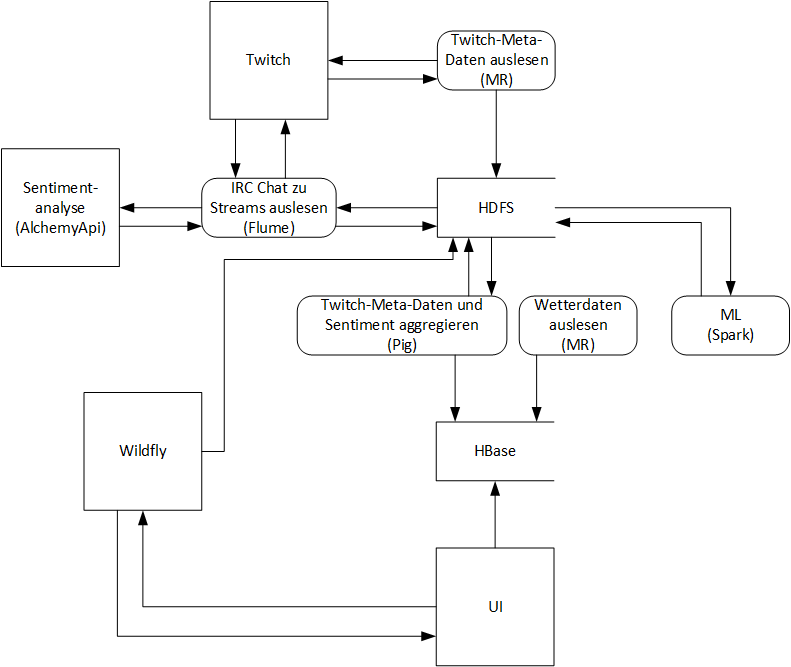 Twitch
Twitch-Meta-
Daten auslesen
(MR)
Sentiment-
analyse
(AlchemyApi)
IRC Chat zu
Streams auslesen
(Flume)
HDFS
Twitch-Meta-Daten und
Sentiment aggregieren
(Pig)
Wetterdaten
auslesen
(MR)
ML
(Spark)
Wildfly
HBase
UI